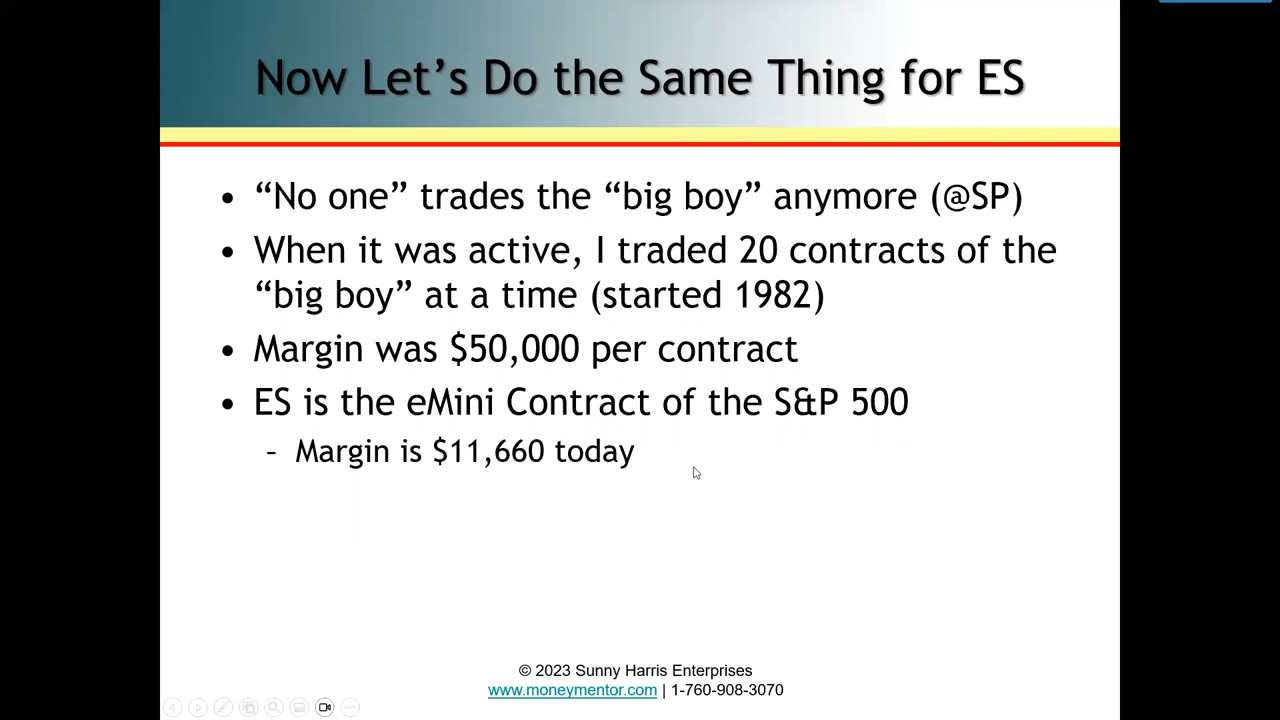 Now Let’s Do the Same Thing for ES
• “No one” trades the “big boy” anymore (@SP)
• When it was active, I traded 20 contracts of the
“big boy” at a time (started 1982)
• Margin was $50,000 per contract
• ES is the eMini Contract of the S&P 500
– Margin is $11,660 today
© 2023 Sunny Harris Enterprises
www.moneymentor.com | 1-760-908-3070